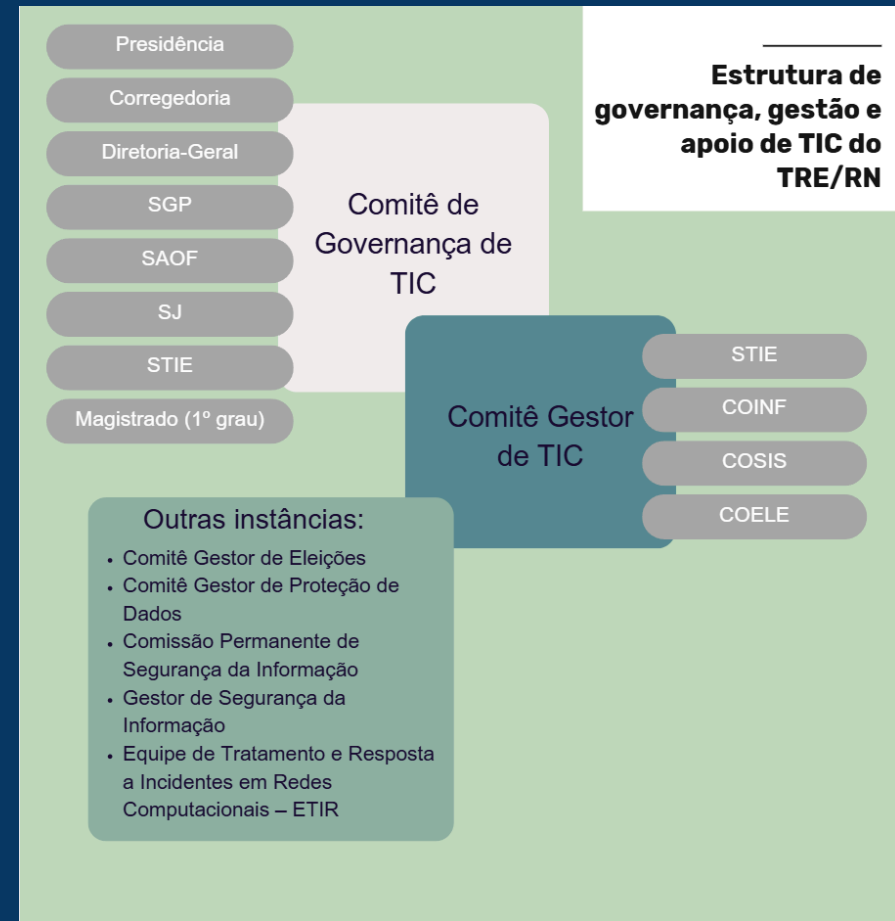 Estrutura de
governança, gestão e
apoio de TIC do
TRE/RN
Presidência
Corregedoria
Diretoria-Geral
SGP
SAOF
SJ
STIE
Magistrado (1º grau)
Comitê de
Governança de
TIC
Comitê Gestor
de TIC
STIE
COINF
COSIS
COELE
Outras instâncias:
• Comitê Gestor de Eleições
• Comitê Gestor de Proteção de
Dados
• Comissão Permanente de
Segurança da Informação
• Gestor de Segurança da
Informação
• Equipe de Tratamento e Resposta
a Incidentes em Redes
Computacionais – ETIR